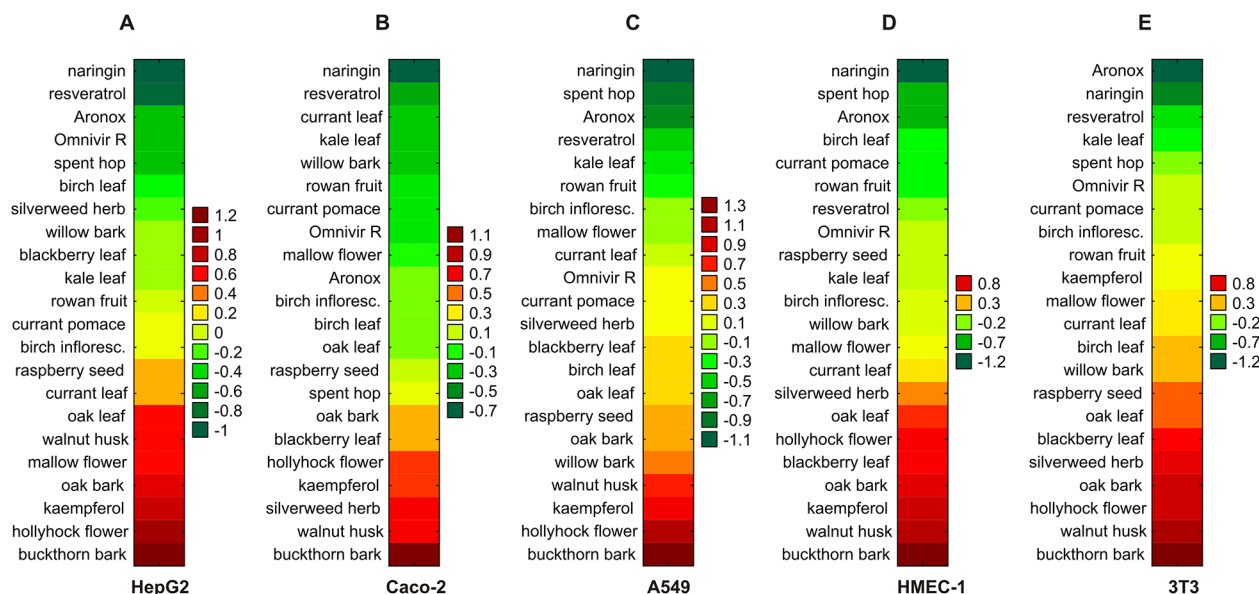 A
naringin
resveratrol
Aronox
Omnivir R
spent hop
birch leaf
silverweed herb
willow bark
blackberry leaf
kale leaf
rowan fruit
currant pomace
birch infloresc.
raspberry seed
currant leaf
oak leaf
walnut husk
mallow flower
oak bark
kaempferol
hollyhock flower
buckthorn bark
1.2
1
0.8
0.6
0.4
0.2
0
-0.2
-0.4
-0.6
-0.8
-1
HepG2
B
naringin
resveratrol
currant leaf
kale leaf
willow bark
rowan fruit
currant pomace
Omnivir R
mallow flower
Aronox
birch infloresc.
birch leaf
oak leaf
raspberry seed
spent hop
oak bark
blackberry leaf
hollyhock flower
kaempferol
silverweed herb
walnut husk
buckthorn bark
1.1
0.9
0.7
0.5
0.3
0.1
-0.1
-0.3
-0.5
-0.7
Caco-2
C
naringin
spent hop
Aronox
resveratrol
kale leaf
rowan fruit
birch infloresc.
mallow flower
currant leaf
Omnivir R
currant pomace
silverweed herb
blackberry leaf
birch leaf
oak leaf
raspberry seed
oak bark
willow bark
walnut husk
kaempferol
hollyhock flower
buckthorn bark
1.3
1.1
0.9
0.7
0.5
0.3
0.1
-0.1
-0.3
-0.5
-0.7
-0.9
-1.1
A549
D
naringin
spent hop
Aronox
birch leaf
currant pomace
rowan fruit
resveratrol
Omnivir R
raspberry seed
kale leaf
birch infloresc.
willow bark
mallow flower
currant leaf
silverweed herb
oak leaf
hollyhock flower
blackberry leaf
oak bark
kaempferol
walnut husk
buckthorn bark
0.8
0.3
-0.2
-0.7
-1.2
HMEC-1
E
Aronox
naringin
resveratrol
kale leaf
spent hop
Omnivir R
currant pomace
birch infloresc.
rowan fruit
kaempferol
mallow flower
currant leaf
birch leaf
willow bark
raspberry seed
oak leaf
blackberry leaf
silverweed herb
oak bark
hollyhock flower
walnut husk
buckthorn bark
0.8
0.3
-0.2
-0.7
-1.2
3T3